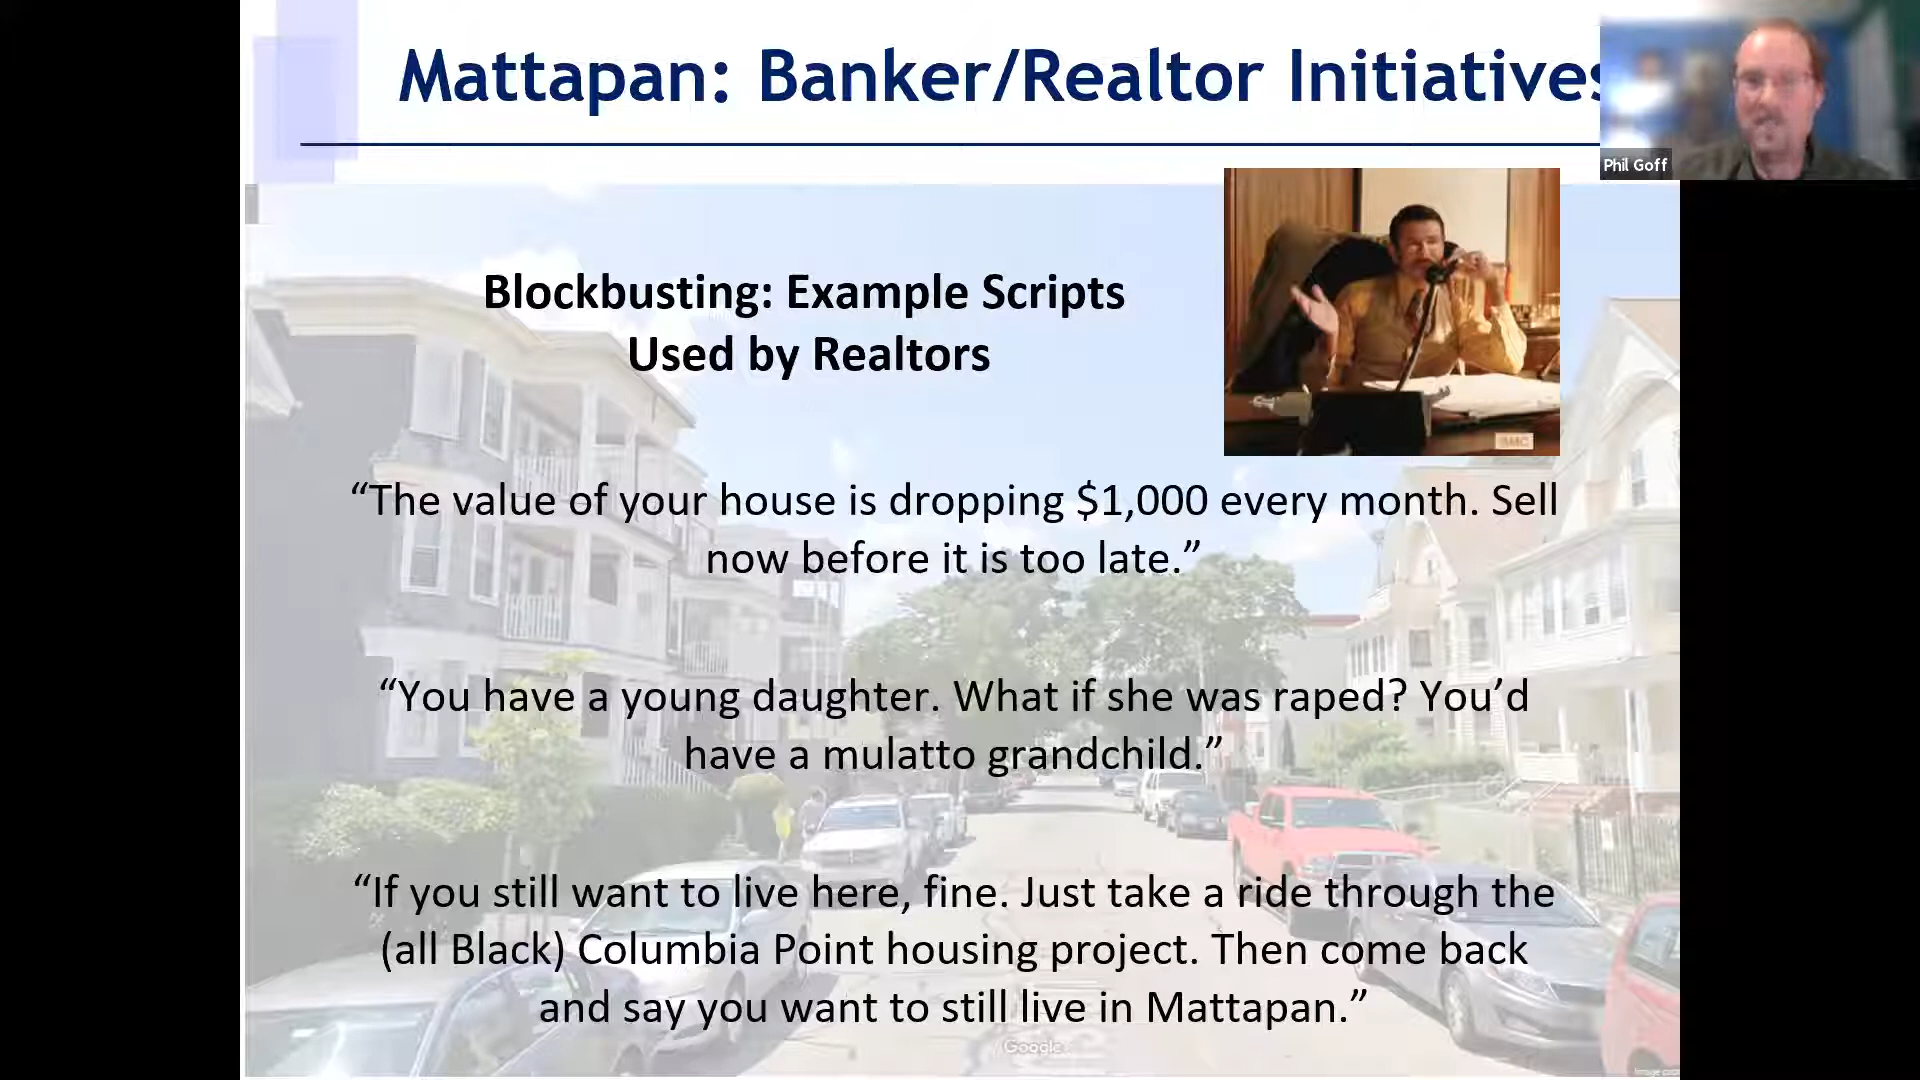 Mattapan: Banker/Realtor Initiatives
Phil Goff
Blockbusting: Example Scripts
Used by Realtors
AMC
“The value of your house is dropping $1,000 every month. Sell
now before it is too late.”
“You have a young daughter. What if she was raped? You’d
have a mulatto grandchild.”
“If you still want to live here, fine. Just take a ride through the
(all Black) Columbia Point housing project. Then come back
and say you want to still live in Mattapan.”
Google